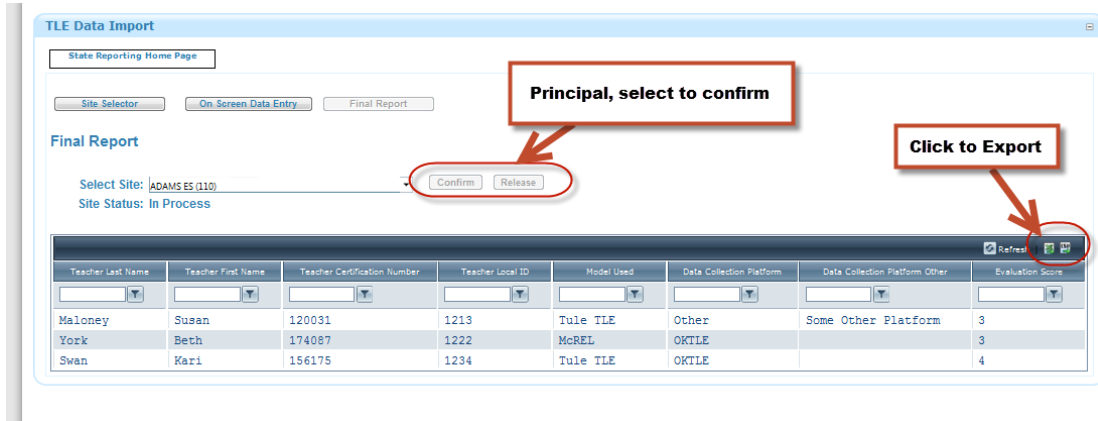 TLE Data Import
State Reporting Home Page
Site Selector On Screen Data Entry Final Report
Principal, select to confirm
Final Report
Click to Export
Select Site: ADAMS ES (110) Confirm Release
Site Status: In Process
Refresh
Teacher Last Name Teacher First Name Teacher Certification Number Teacher Local ID Model Used Data Collection Platform Data Collection Platform Other Evaluation Score
Maloney Susan 120031 1213 Tule TLE Other Some Other Platform 3
York Beth 174087 1222 McREL OKTLE 3
Swan Kari 156175 1234 Tule TLE OKTLE 4